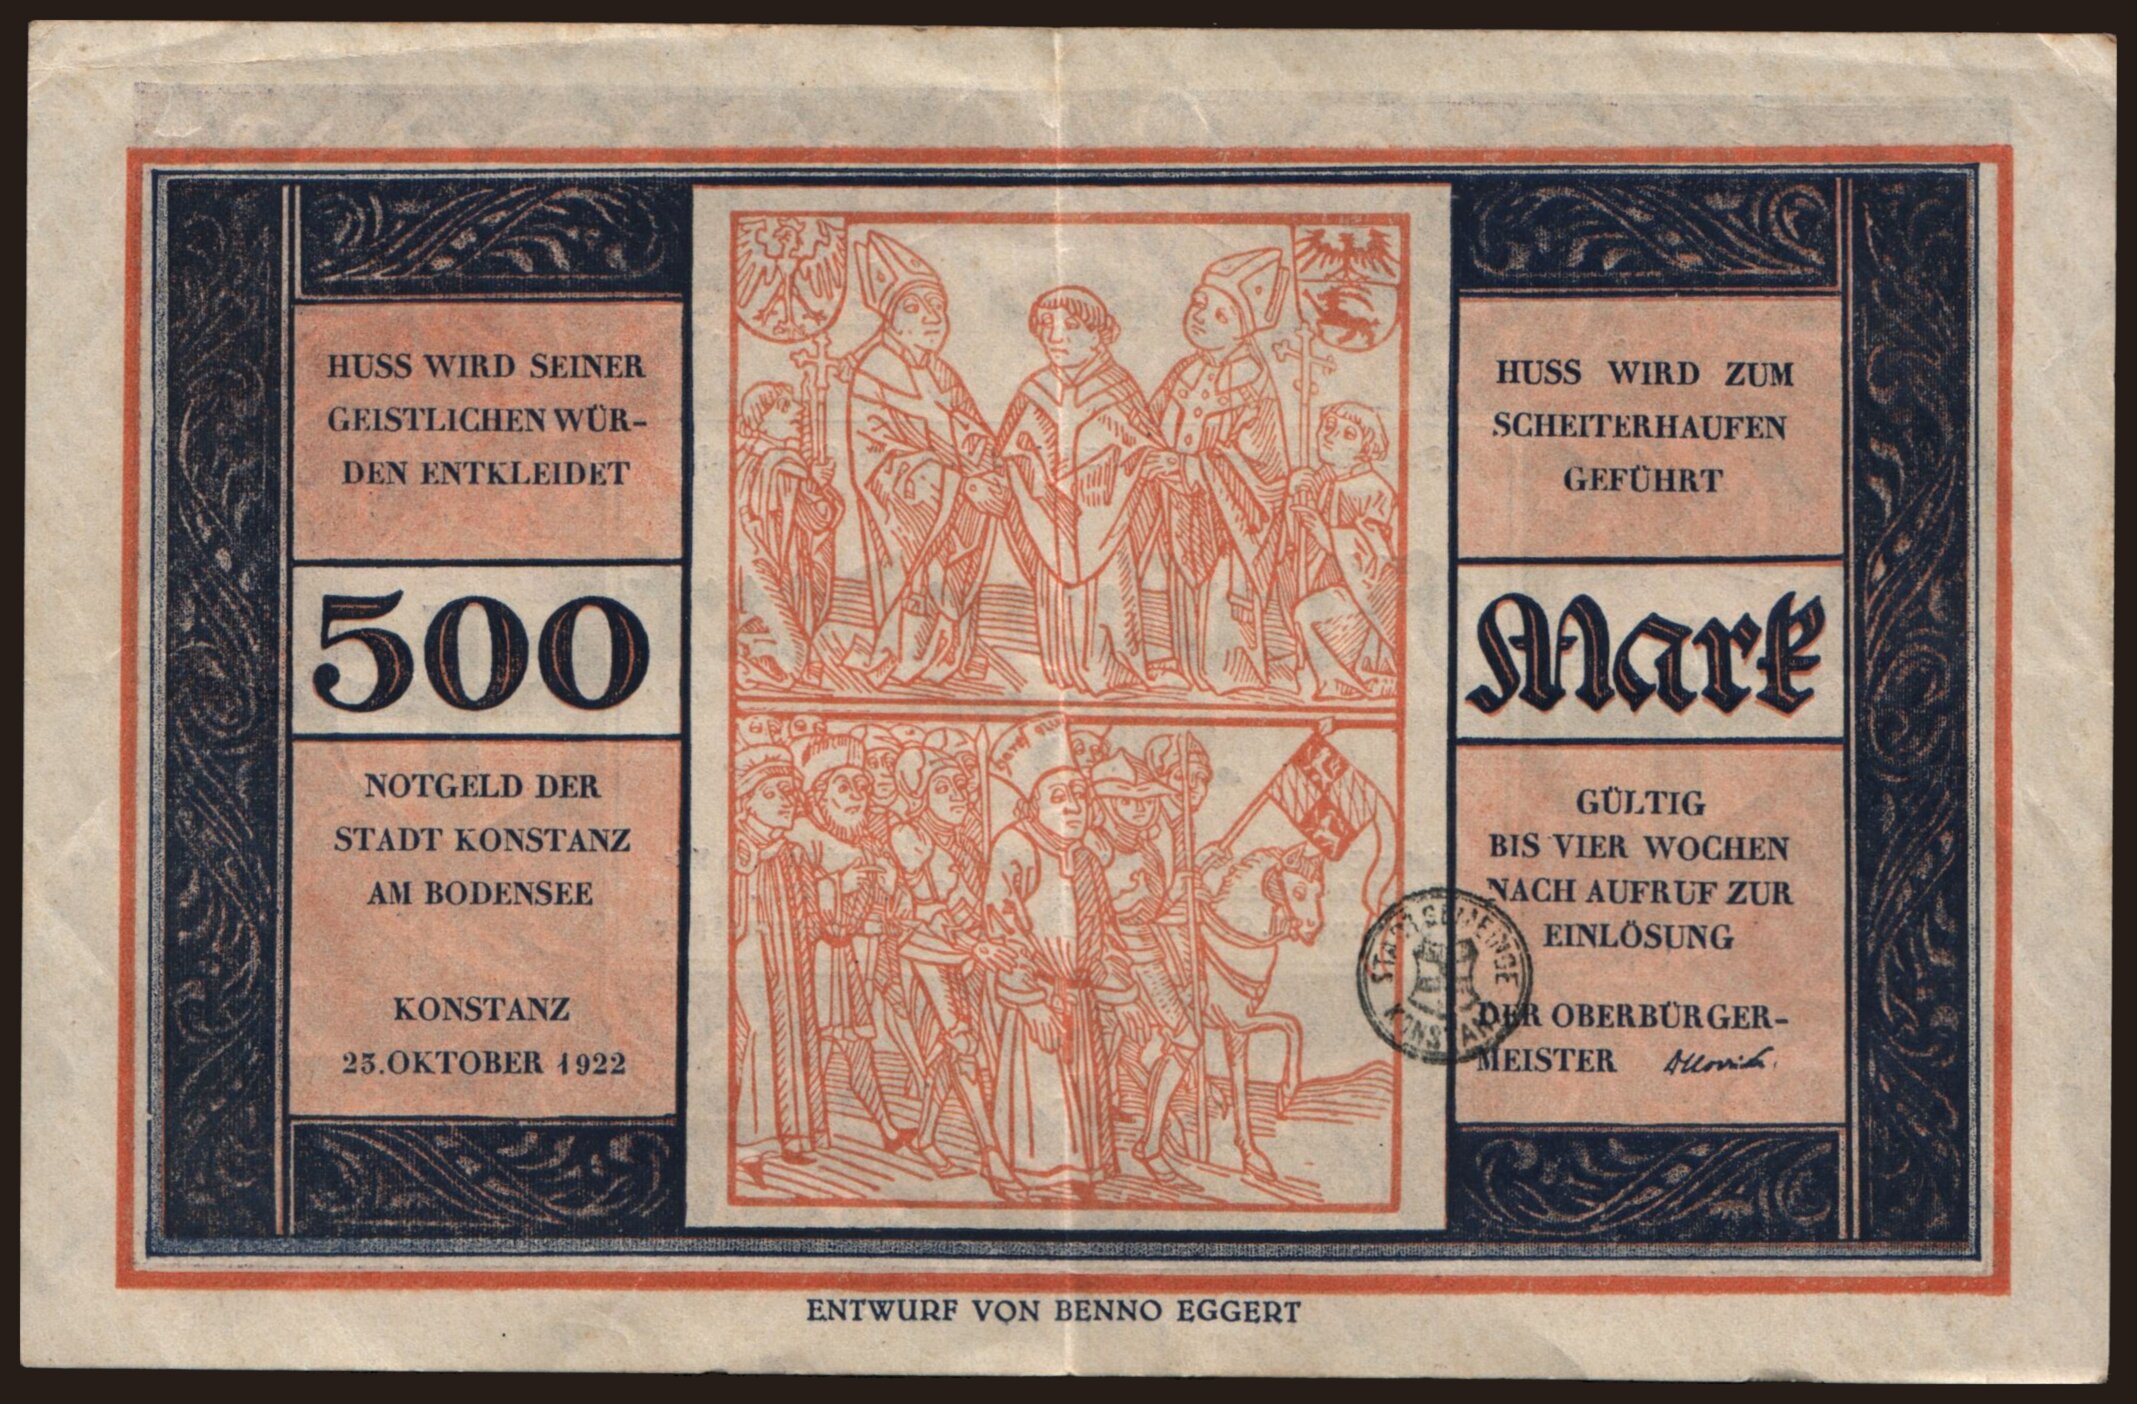 HUSS WIRD SEINER
GEISTLICHEN WÜR-
DEN ENTKLEIDET
500
NOTGELD DER
STADT KONSTANZ
AM BODENSEE
KONSTANZ
23.OKTOBER 1922
HUSS WIRD ZUM
SCHEITERHAUFEN
GEFÜHRT
Mark
GÜLTIG
BIS VIER WOCHEN
NACH AUFRUF ZUR
EINLÖSUNG
DER OBERBÜRGER-
MEISTER
STADTGEMEINDE
KONSTANZ
ENTWURF VON BENNO EGGERT